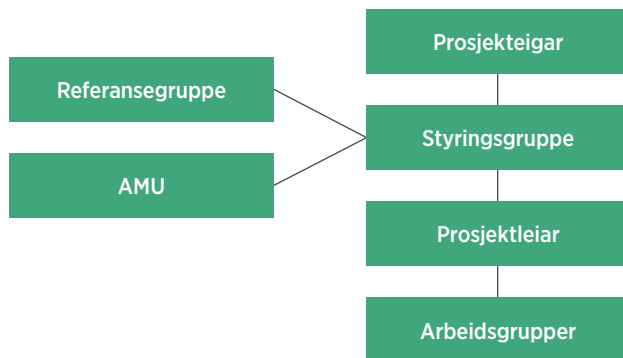 Prosjekteigar
Referansegruppe
Styringsgruppe
AMU
Prosjektleiar
Arbeidsgrupper